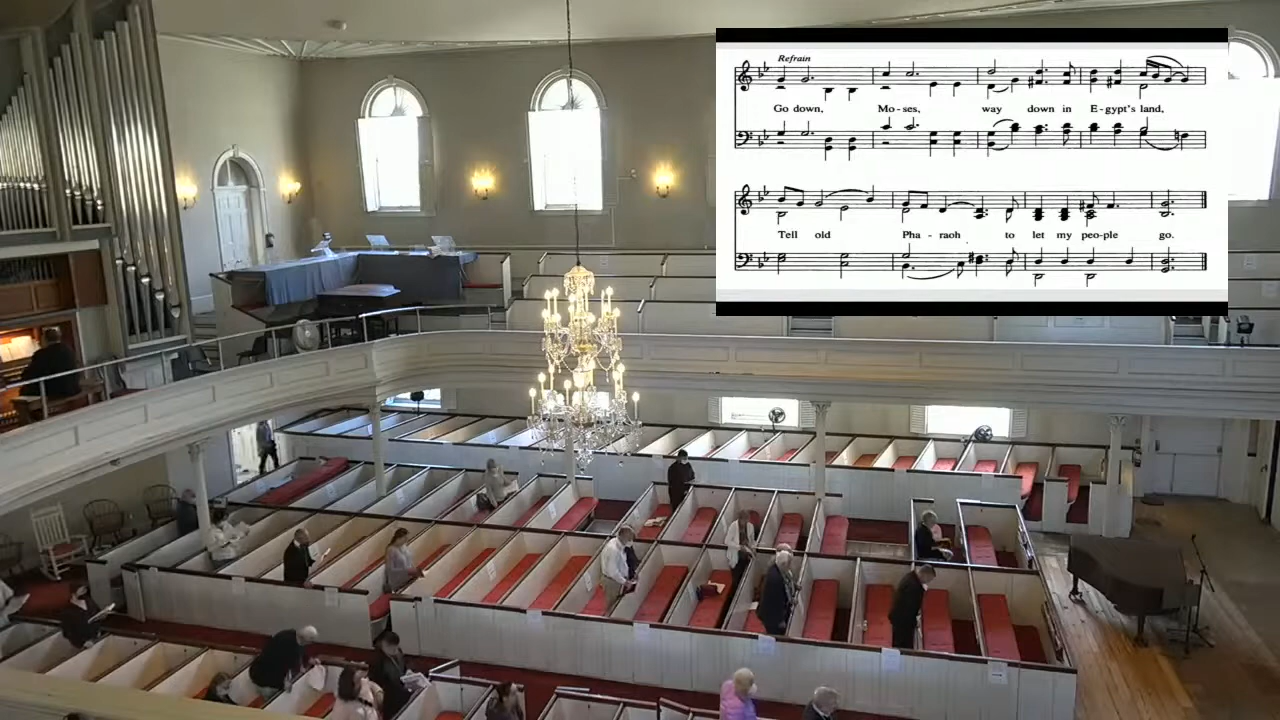 Refrain
Go down, Mo-ses, way down in E-gypt's land,
Tell old Pha-raoh to let my peo-ple go.